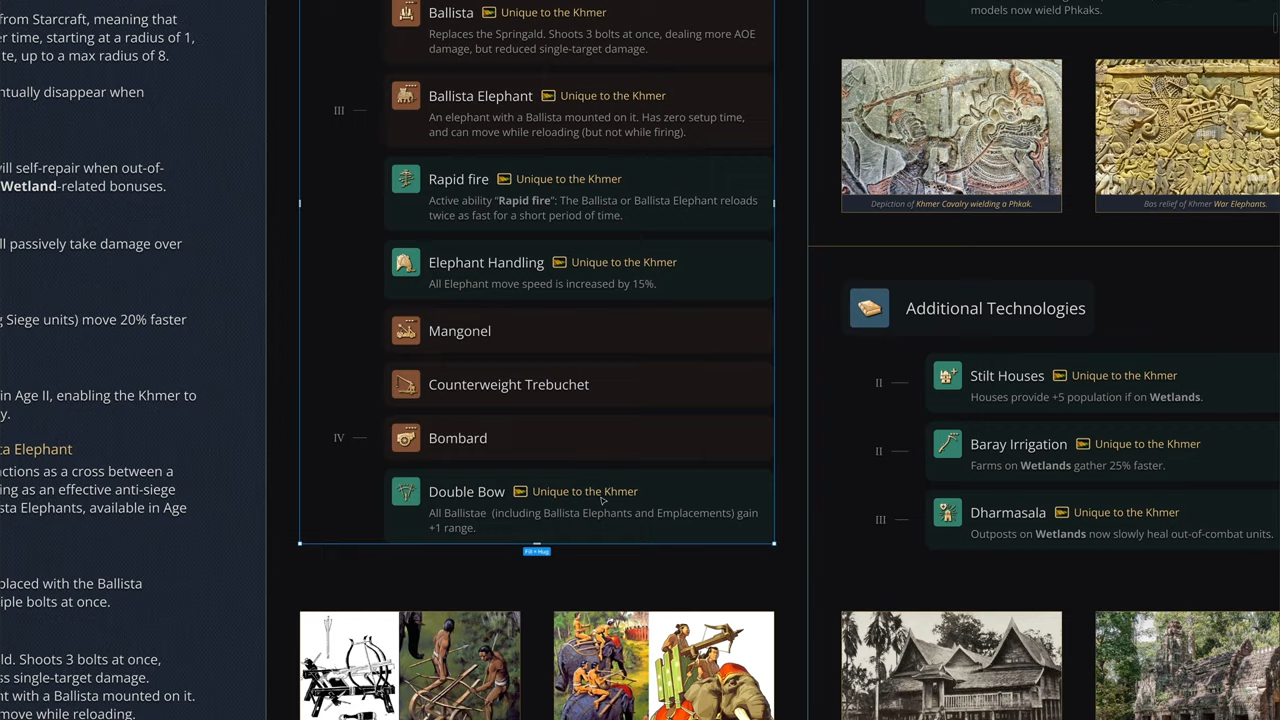 from Starcraft, meaning that
er time, starting at a radius of 1,
te, up to a max radius of 8.
entually disappear when
vill self-repair when out-of-
Wetland-related bonuses.
ll passively take damage over
g Siege units) move 20% faster
in Age II, enabling the Khmer to
y.
ta Elephant
nctions as a cross between a
ing as an effective anti-siege
sta Elephants, available in Age
placed with the Ballista
tiple bolts at once.
ld. Shoots 3 bolts at once,
ss single-target damage.
nt with a Ballista mounted on it.
move while reloading.
Ballista Unique to the Khmer
Replaces the Springald. Shoots 3 bolts at once, dealing more AOE
damage, but reduced single-target damage.
III
Ballista Elephant Unique to the Khmer
An elephant with a Ballista mounted on it. Has zero setup time,
and can move while reloading (but not while firing).
Rapid fire Unique to the Khmer
Active ability "Rapid fire": The Ballista or Ballista Elephant reloads
twice as fast for a short period of time.
Elephant Handling Unique to the Khmer
All Elephant move speed is increased by 15%.
Mangonel
Counterweight Trebuchet
IV
Bombard
Double Bow Unique to the Khmer
All Ballistae (including Ballista Elephants and Emplacements) gain
+1 range.
Fill × Hug
models now wield Phkaks.
Depiction of Khmer Cavalry wielding a Phkak.
alamy
alamy
Bas relief of Khmer War Elephants.
Additional Technologies
II
Stilt Houses Unique to the Khmer
Houses provide +5 population if on Wetlands.
II
Baray Irrigation Unique to the Khmer
Farms on Wetlands gather 25% faster.
III
Dharmasala Unique to the Khmer
Outposts on Wetlands now slowly heal out-of-combat units.